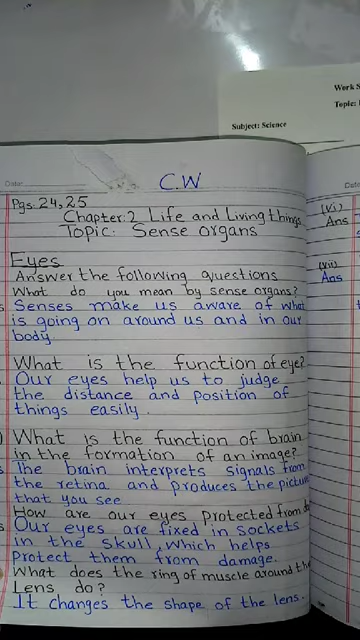 Work S
Topic:
Subject: Science
Date:
C.W
Pgs: 24,25
Chapter:2 Life and Living things
Topic: Sense organs
Eyes
Answer the following questions
What do you mean by sense organs?
Senses make us aware of what
is going on around us and in our
body.
What is the function of eye?
Our eyes help us to judge
the distance and position of
things easily.
What is the function of brain
in the formation of an image?
The brain interprets signals from
the retina and produces the picture
that you see
How are our eyes protected from
Our eyes are fixed in sockets
in the skull, which helps
protect them from damage.
What does the ring of muscle around the
Lens do?
It changes the shape of the lens.
(vi)
Ans
(vii)
Ans